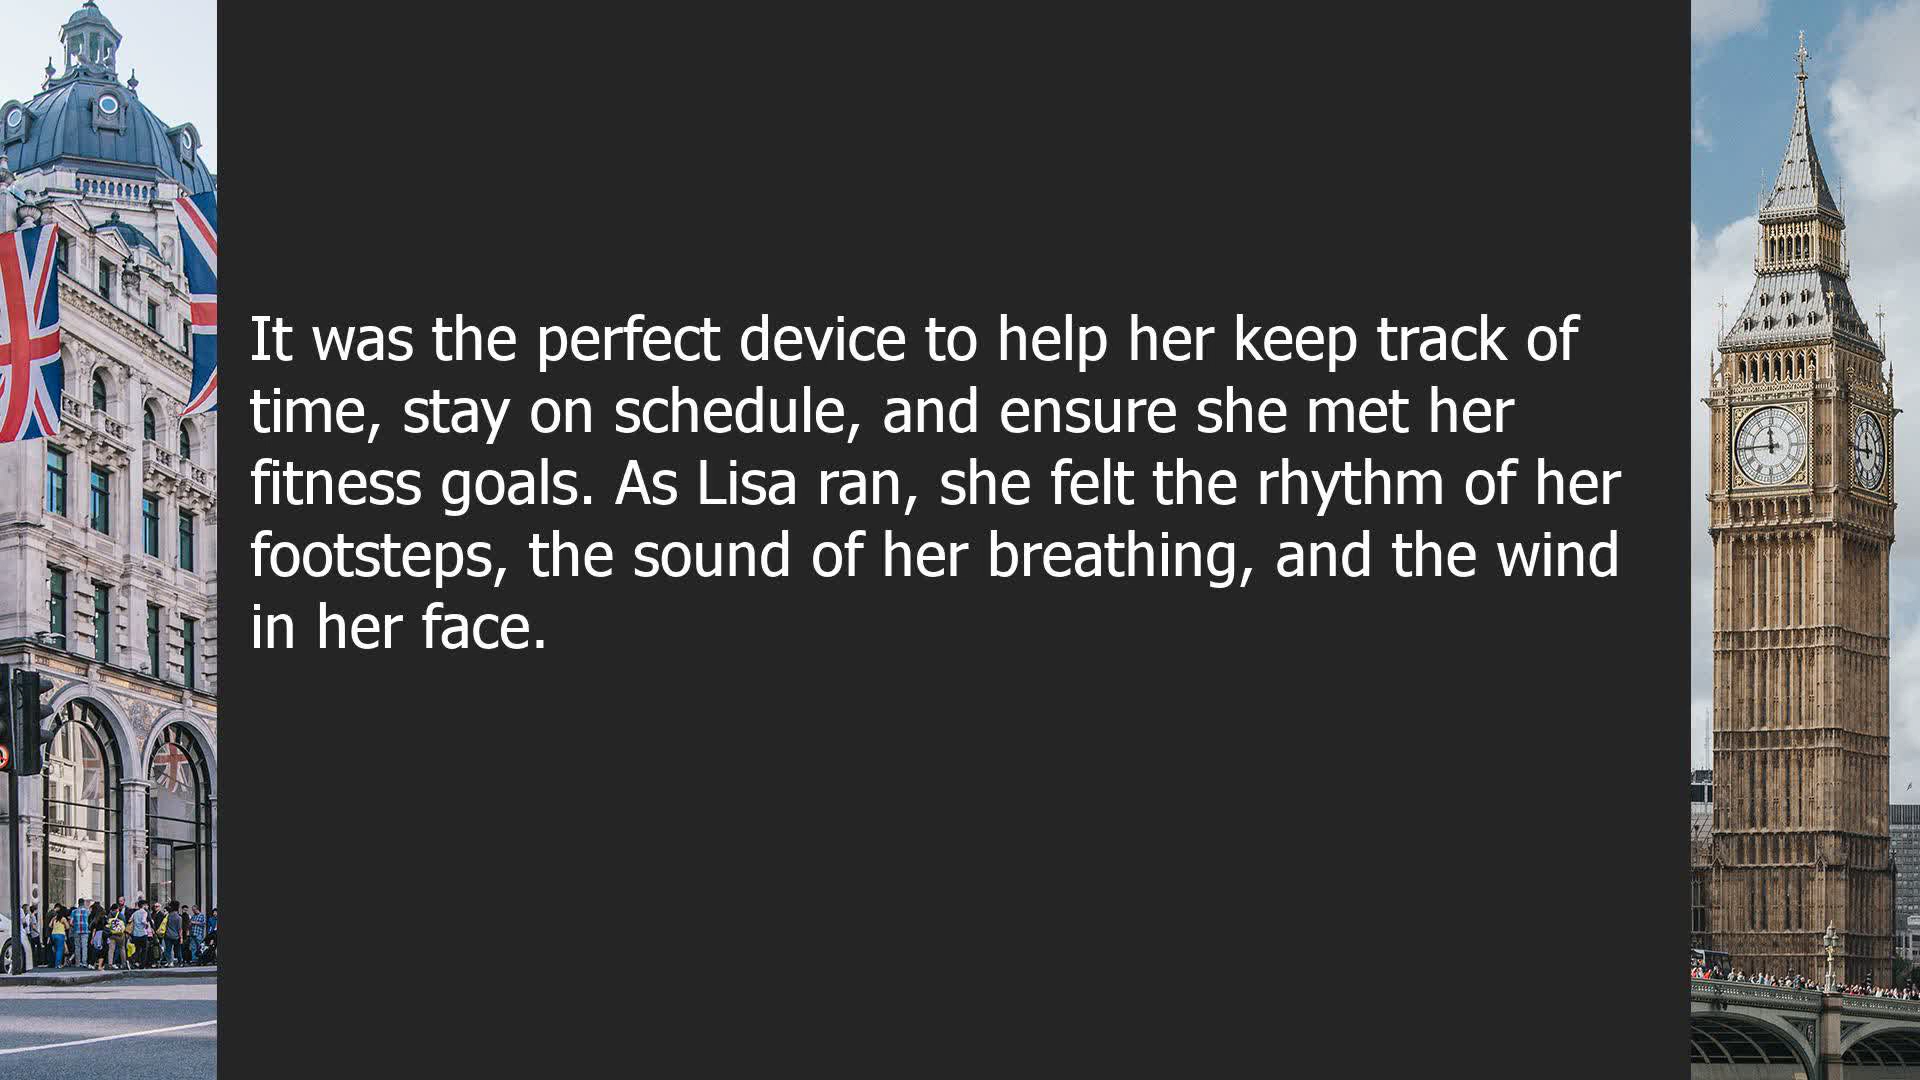 It was the perfect device to help her keep track of
time, stay on schedule, and ensure she met her
fitness goals. As Lisa ran, she felt the rhythm of her
footsteps, the sound of her breathing, and the wind
in her face.